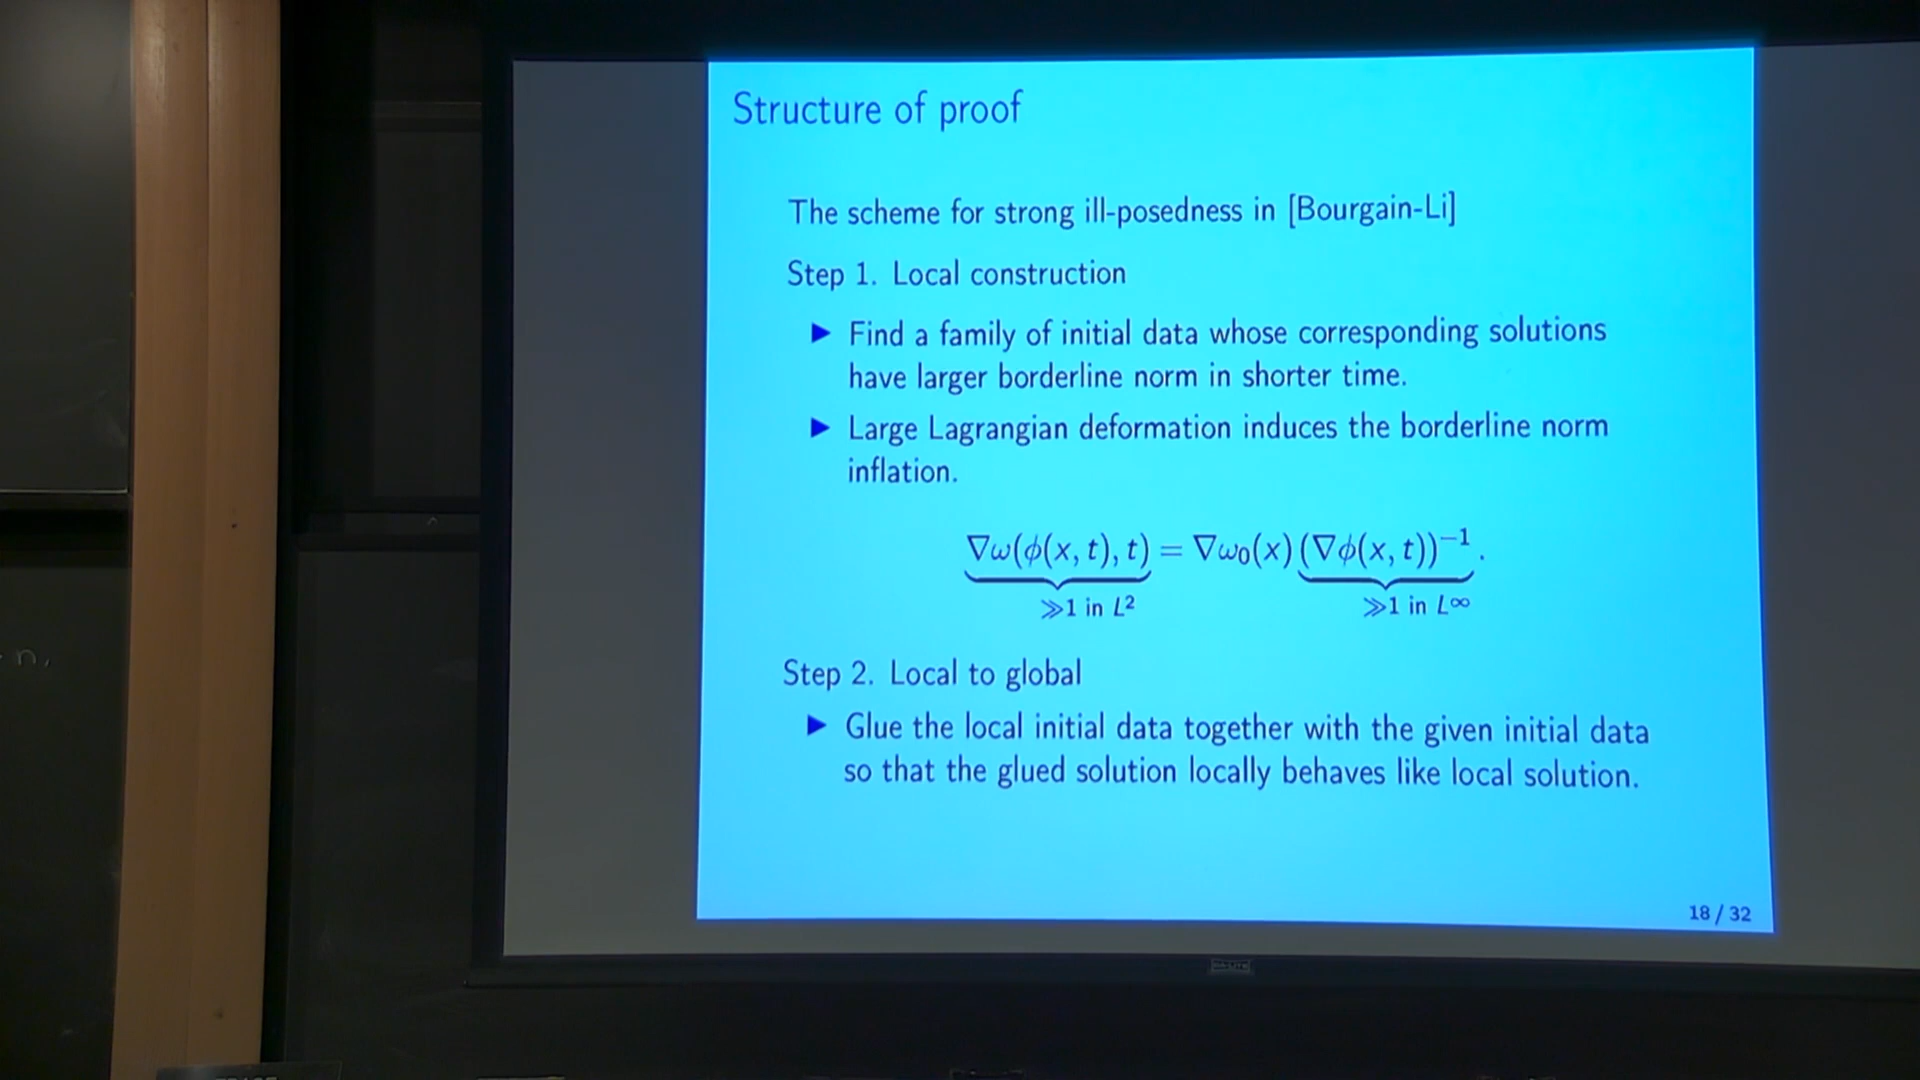 Structure of proof
The scheme for strong ill-posedness in [Bourgain-Li]
Step 1. Local construction
▶ Find a family of initial data whose corresponding solutions
have larger borderline norm in shorter time.
▶ Large Lagrangian deformation induces the borderline norm
inflation.
∇ω(ϕ(x, t), t) = ∇ω₀(x) (∇ϕ(x, t))⁻¹ .
≫1 in L² ≫1 in L∞
Step 2. Local to global
▶ Glue the local initial data together with the given initial data
so that the glued solution locally behaves like local solution.
18 / 32
n,